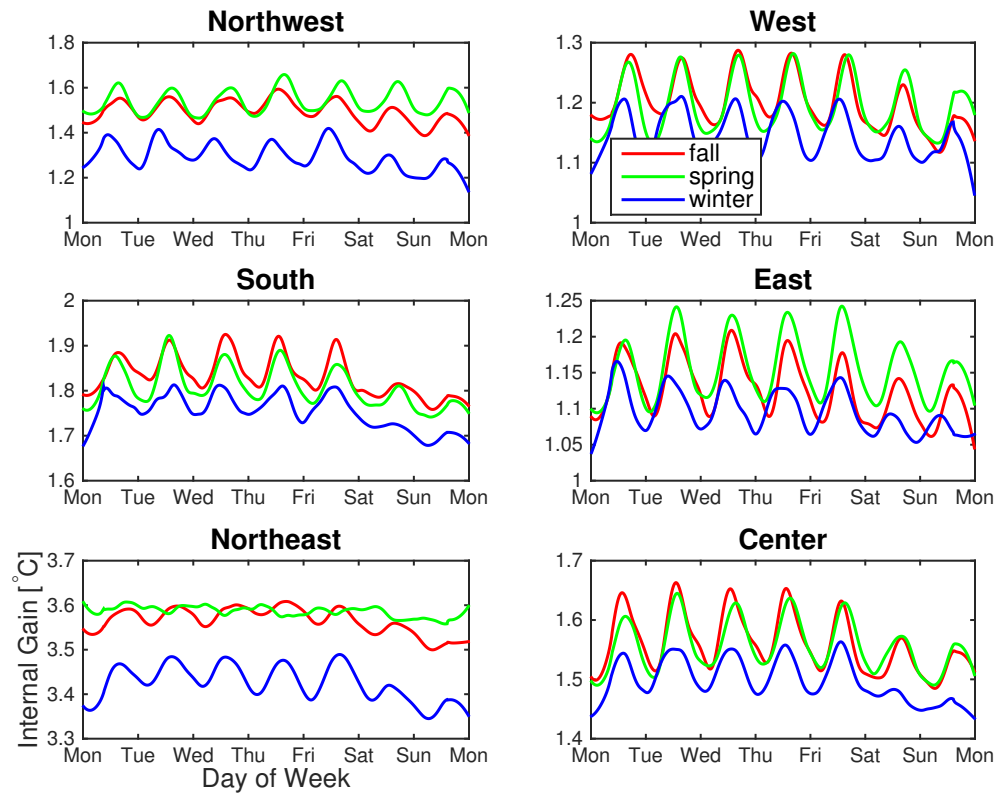 Northwest
1.8
1.6
1.4
1.2
1
Mon Tue Wed Thu Fri Sat Sun Mon
West
1.3
1.2
1.1
1
fall
spring
winter
Mon Tue Wed Thu Fri Sat Sun Mon
South
2
1.9
1.8
1.7
1.6
Mon Tue Wed Thu Fri Sat Sun Mon
East
1.25
1.2
1.15
1.1
1.05
1
Mon Tue Wed Thu Fri Sat Sun Mon
Northeast
Internal Gain [°C]
3.7
3.6
3.5
3.4
3.3
Mon Tue Wed Thu Fri Sat Sun Mon
Day of Week
Center
1.7
1.6
1.5
1.4
Mon Tue Wed Thu Fri Sat Sun Mon